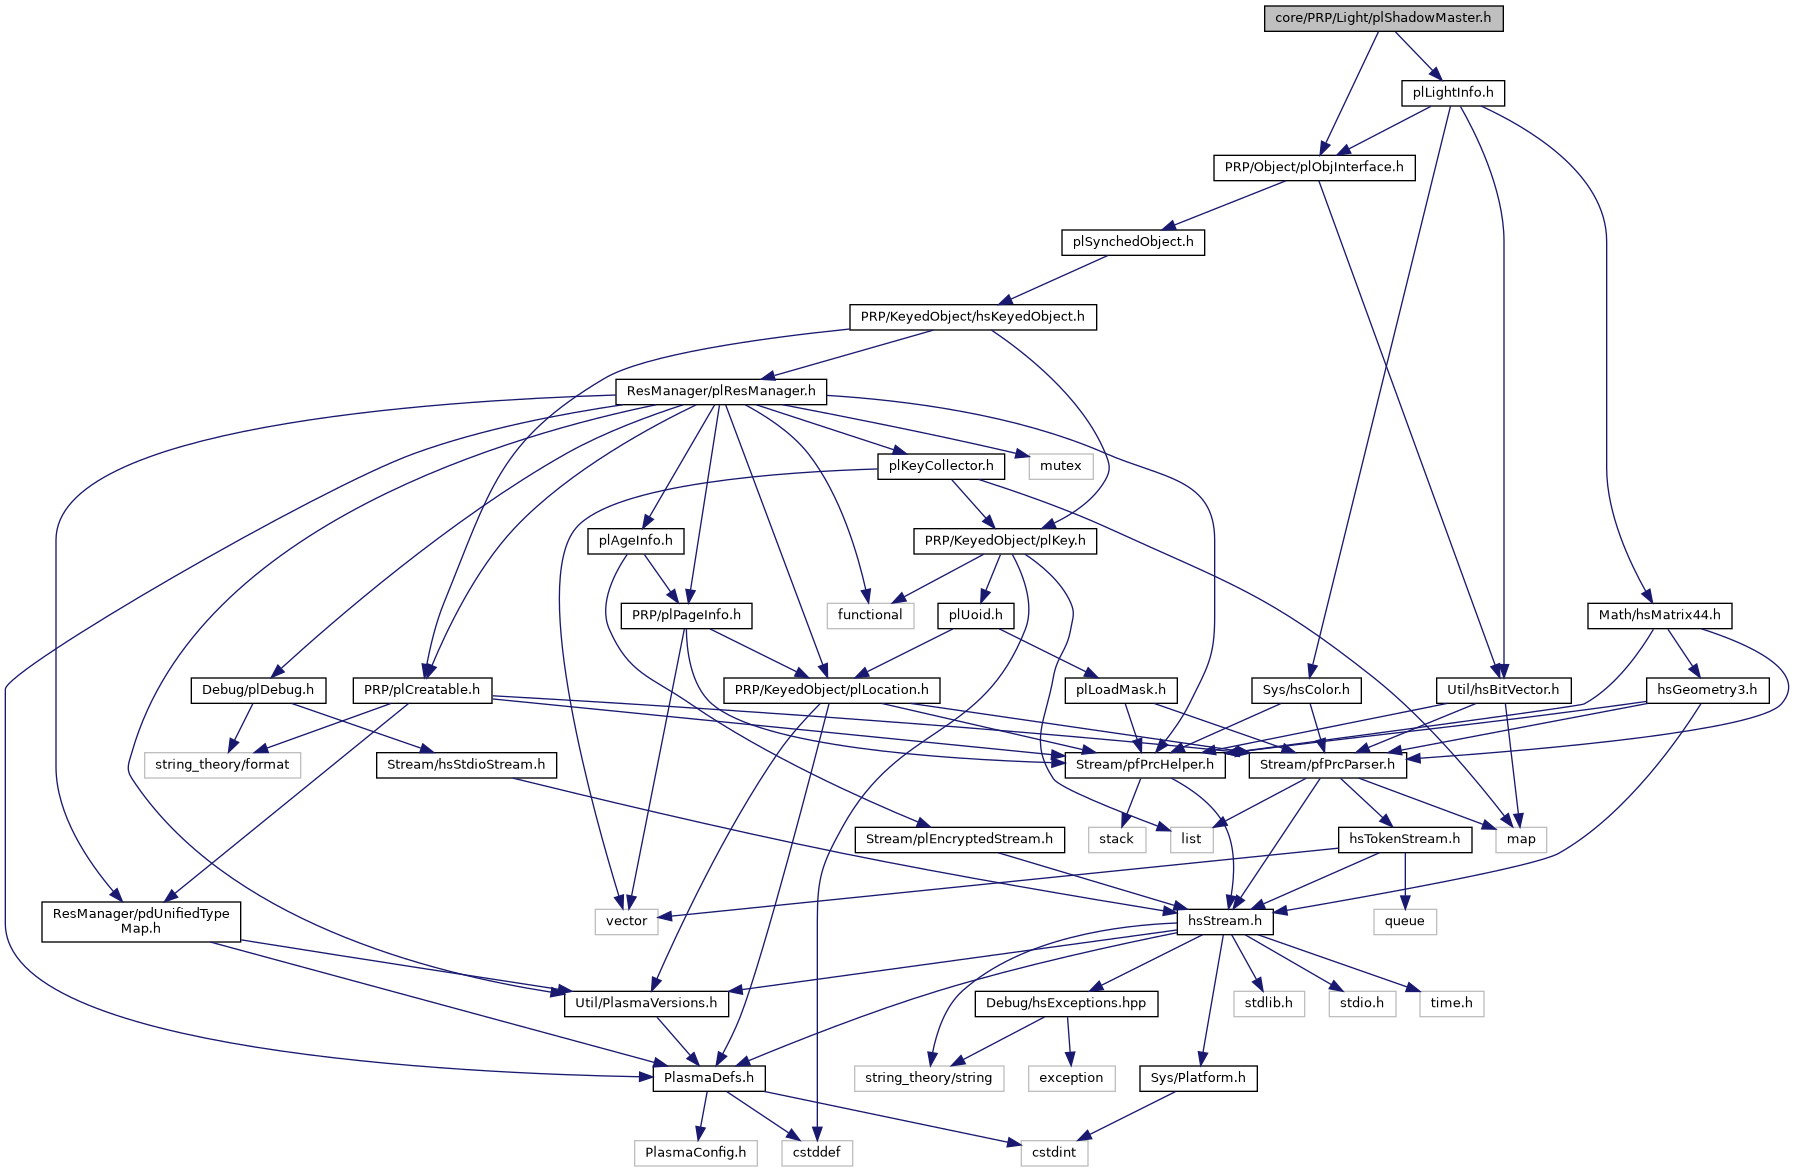 core/PRP/Light/plShadowMaster.h
plLightInfo.h
PRP/Object/plObjInterface.h
plSynchedObject.h
PRP/KeyedObject/hsKeyedObject.h
ResManager/plResManager.h
plKeyCollector.h
mutex
plAgeInfo.h
PRP/KeyedObject/plKey.h
PRP/plPageInfo.h
functional
plUoid.h
Math/hsMatrix44.h
Debug/plDebug.h
PRP/plCreatable.h
PRP/KeyedObject/plLocation.h
plLoadMask.h
Sys/hsColor.h
Util/hsBitVector.h
hsGeometry3.h
string_theory/format
Stream/hsStdioStream.h
Stream/pfPrcHelper.h
Stream/pfPrcParser.h
Stream/plEncryptedStream.h
stack
list
hsTokenStream.h
map
ResManager/pdUnifiedType
Map.h
vector
hsStream.h
queue
Util/PlasmaVersions.h
Debug/hsExceptions.hpp
stdlib.h
stdio.h
time.h
PlasmaDefs.h
string_theory/string
exception
Sys/Platform.h
PlasmaConfig.h
cstddef
cstdint